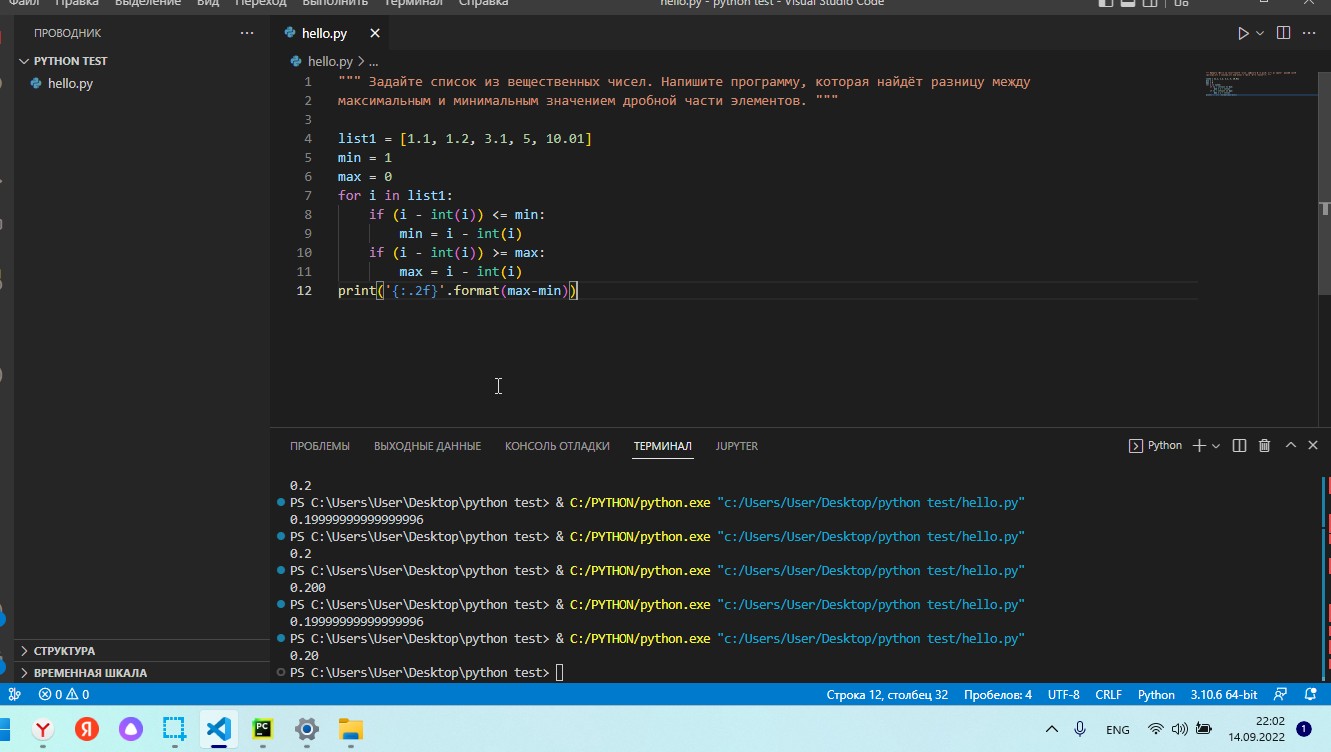 Файл Правка Выделение Вид Переход Выполнить Терминал Справка hello.py - python test - Visual Studio Code
ПРОВОДНИК
hello.py
PYTHON TEST
hello.py
hello.py > ...
1 """ Задайте список из вещественных чисел. Напишите программу, которая найдёт разницу между
2 максимальным и минимальным значением дробной части элементов. """
3
4 list1 = [1.1, 1.2, 3.1, 5, 10.01]
5 min = 1
6 max = 0
7 for i in list1:
8 if (i - int(i)) <= min:
9 min = i - int(i)
10 if (i - int(i)) >= max:
11 max = i - int(i)
12 print('{:.2f}'.format(max-min))
ПРОБЛЕМЫ ВЫХОДНЫЕ ДАННЫЕ КОНСОЛЬ ОТЛАДКИ ТЕРМИНАЛ JUPYTER Python
0.2
PS C:\Users\User\Desktop\python test> & C:/PYTHON/python.exe "c:/Users/User/Desktop/python test/hello.py"
0.19999999999999996
PS C:\Users\User\Desktop\python test> & C:/PYTHON/python.exe "c:/Users/User/Desktop/python test/hello.py"
0.2
PS C:\Users\User\Desktop\python test> & C:/PYTHON/python.exe "c:/Users/User/Desktop/python test/hello.py"
0.200
PS C:\Users\User\Desktop\python test> & C:/PYTHON/python.exe "c:/Users/User/Desktop/python test/hello.py"
0.19999999999999996
PS C:\Users\User\Desktop\python test> & C:/PYTHON/python.exe "c:/Users/User/Desktop/python test/hello.py"
0.20
PS C:\Users\User\Desktop\python test>
СТРУКТУРА
ВРЕМЕННАЯ ШКАЛА
0 0 Строка 12, столбец 32 Пробелов: 4 UTF-8 CRLF Python 3.10.6 64-bit
Y Я PC ENG 22:02 1
14.09.2022